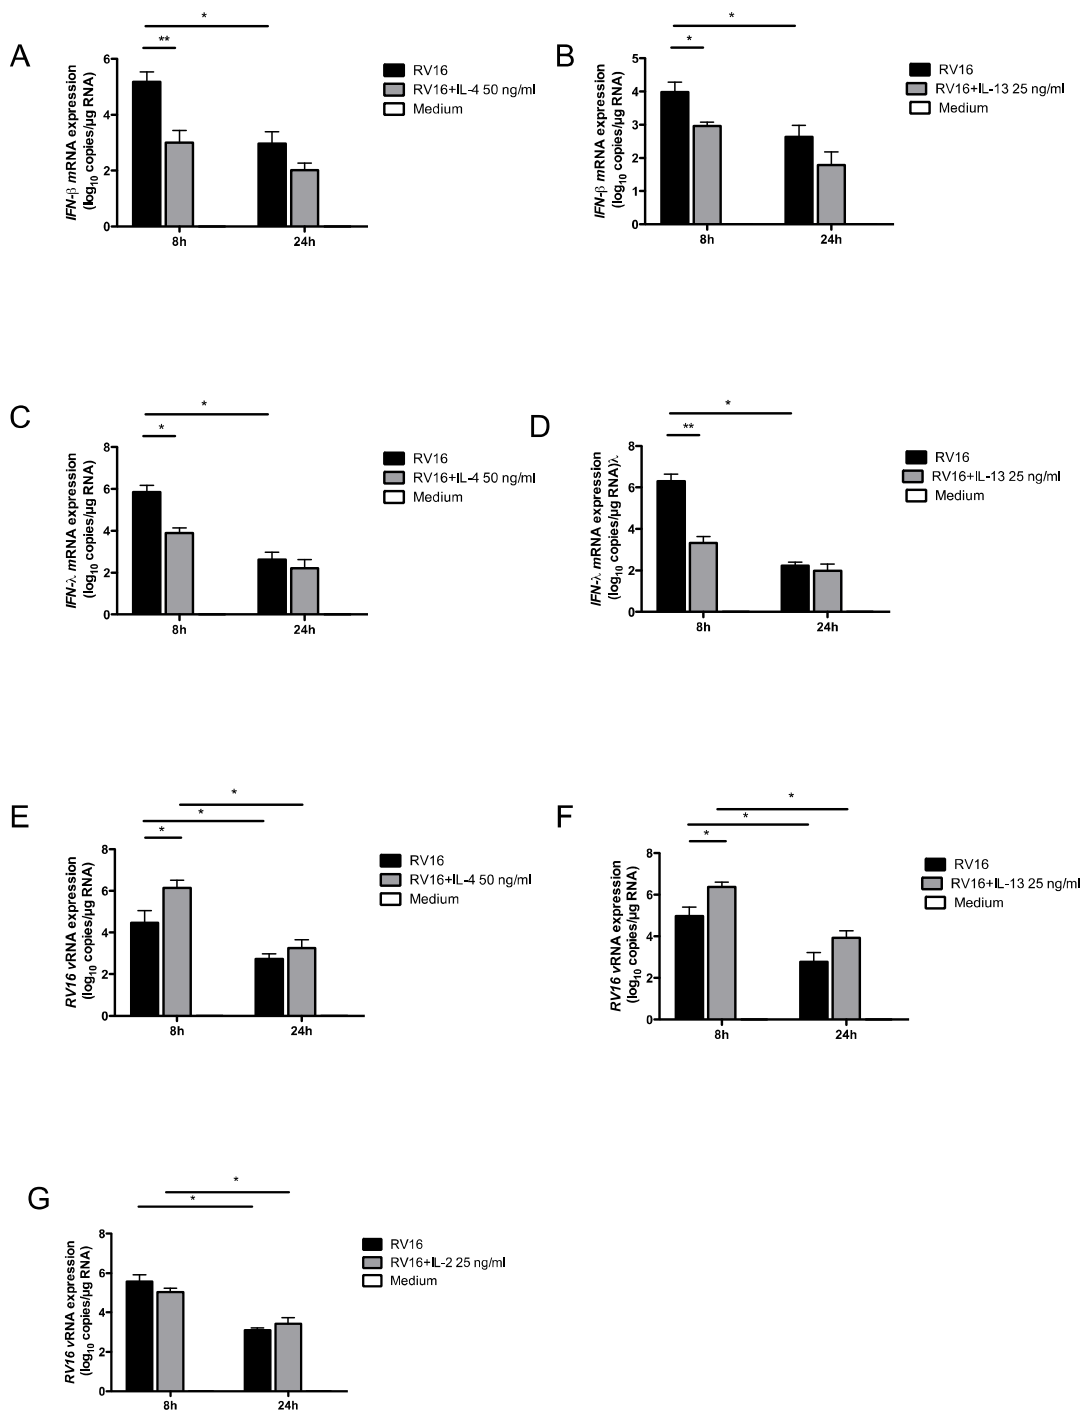 A
*
**
6
4
2
0
IFN-β mRNA expression
(log10 copies/µg RNA)
8h
24h
RV16
RV16+IL-4 50 ng/ml
Medium
B
*
*
5
4
3
2
1
0
IFN-β mRNA expression
(log10 copies/µg RNA)
8h
24h
RV16
RV16+IL-13 25 ng/ml
Medium
C
*
*
8
6
4
2
0
IFN-λ mRNA expression
(log10 copies/µg RNA)
8h
24h
RV16
RV16+IL-4 50 ng/ml
Medium
D
*
**
8
6
4
2
0
IFN-λ mRNA expression
(log10 copies/µg RNA)λ
8h
24h
RV16
RV16+IL-13 25 ng/ml
Medium
E
*
*
*
8
6
4
2
0
RV16 vRNA expression
(log10 copies/µg RNA)
8h
24h
RV16
RV16+IL-4 50 ng/ml
Medium
F
*
*
*
8
6
4
2
0
RV16 vRNA expression
(log10 copies/µg RNA)
8h
24h
RV16
RV16+IL-13 25 ng/ml
Medium
G
*
*
8
6
4
2
0
RV16 vRNA expression
(log10 copies/µg RNA)
8h
24h
RV16
RV16+IL-2 25 ng/ml
Medium